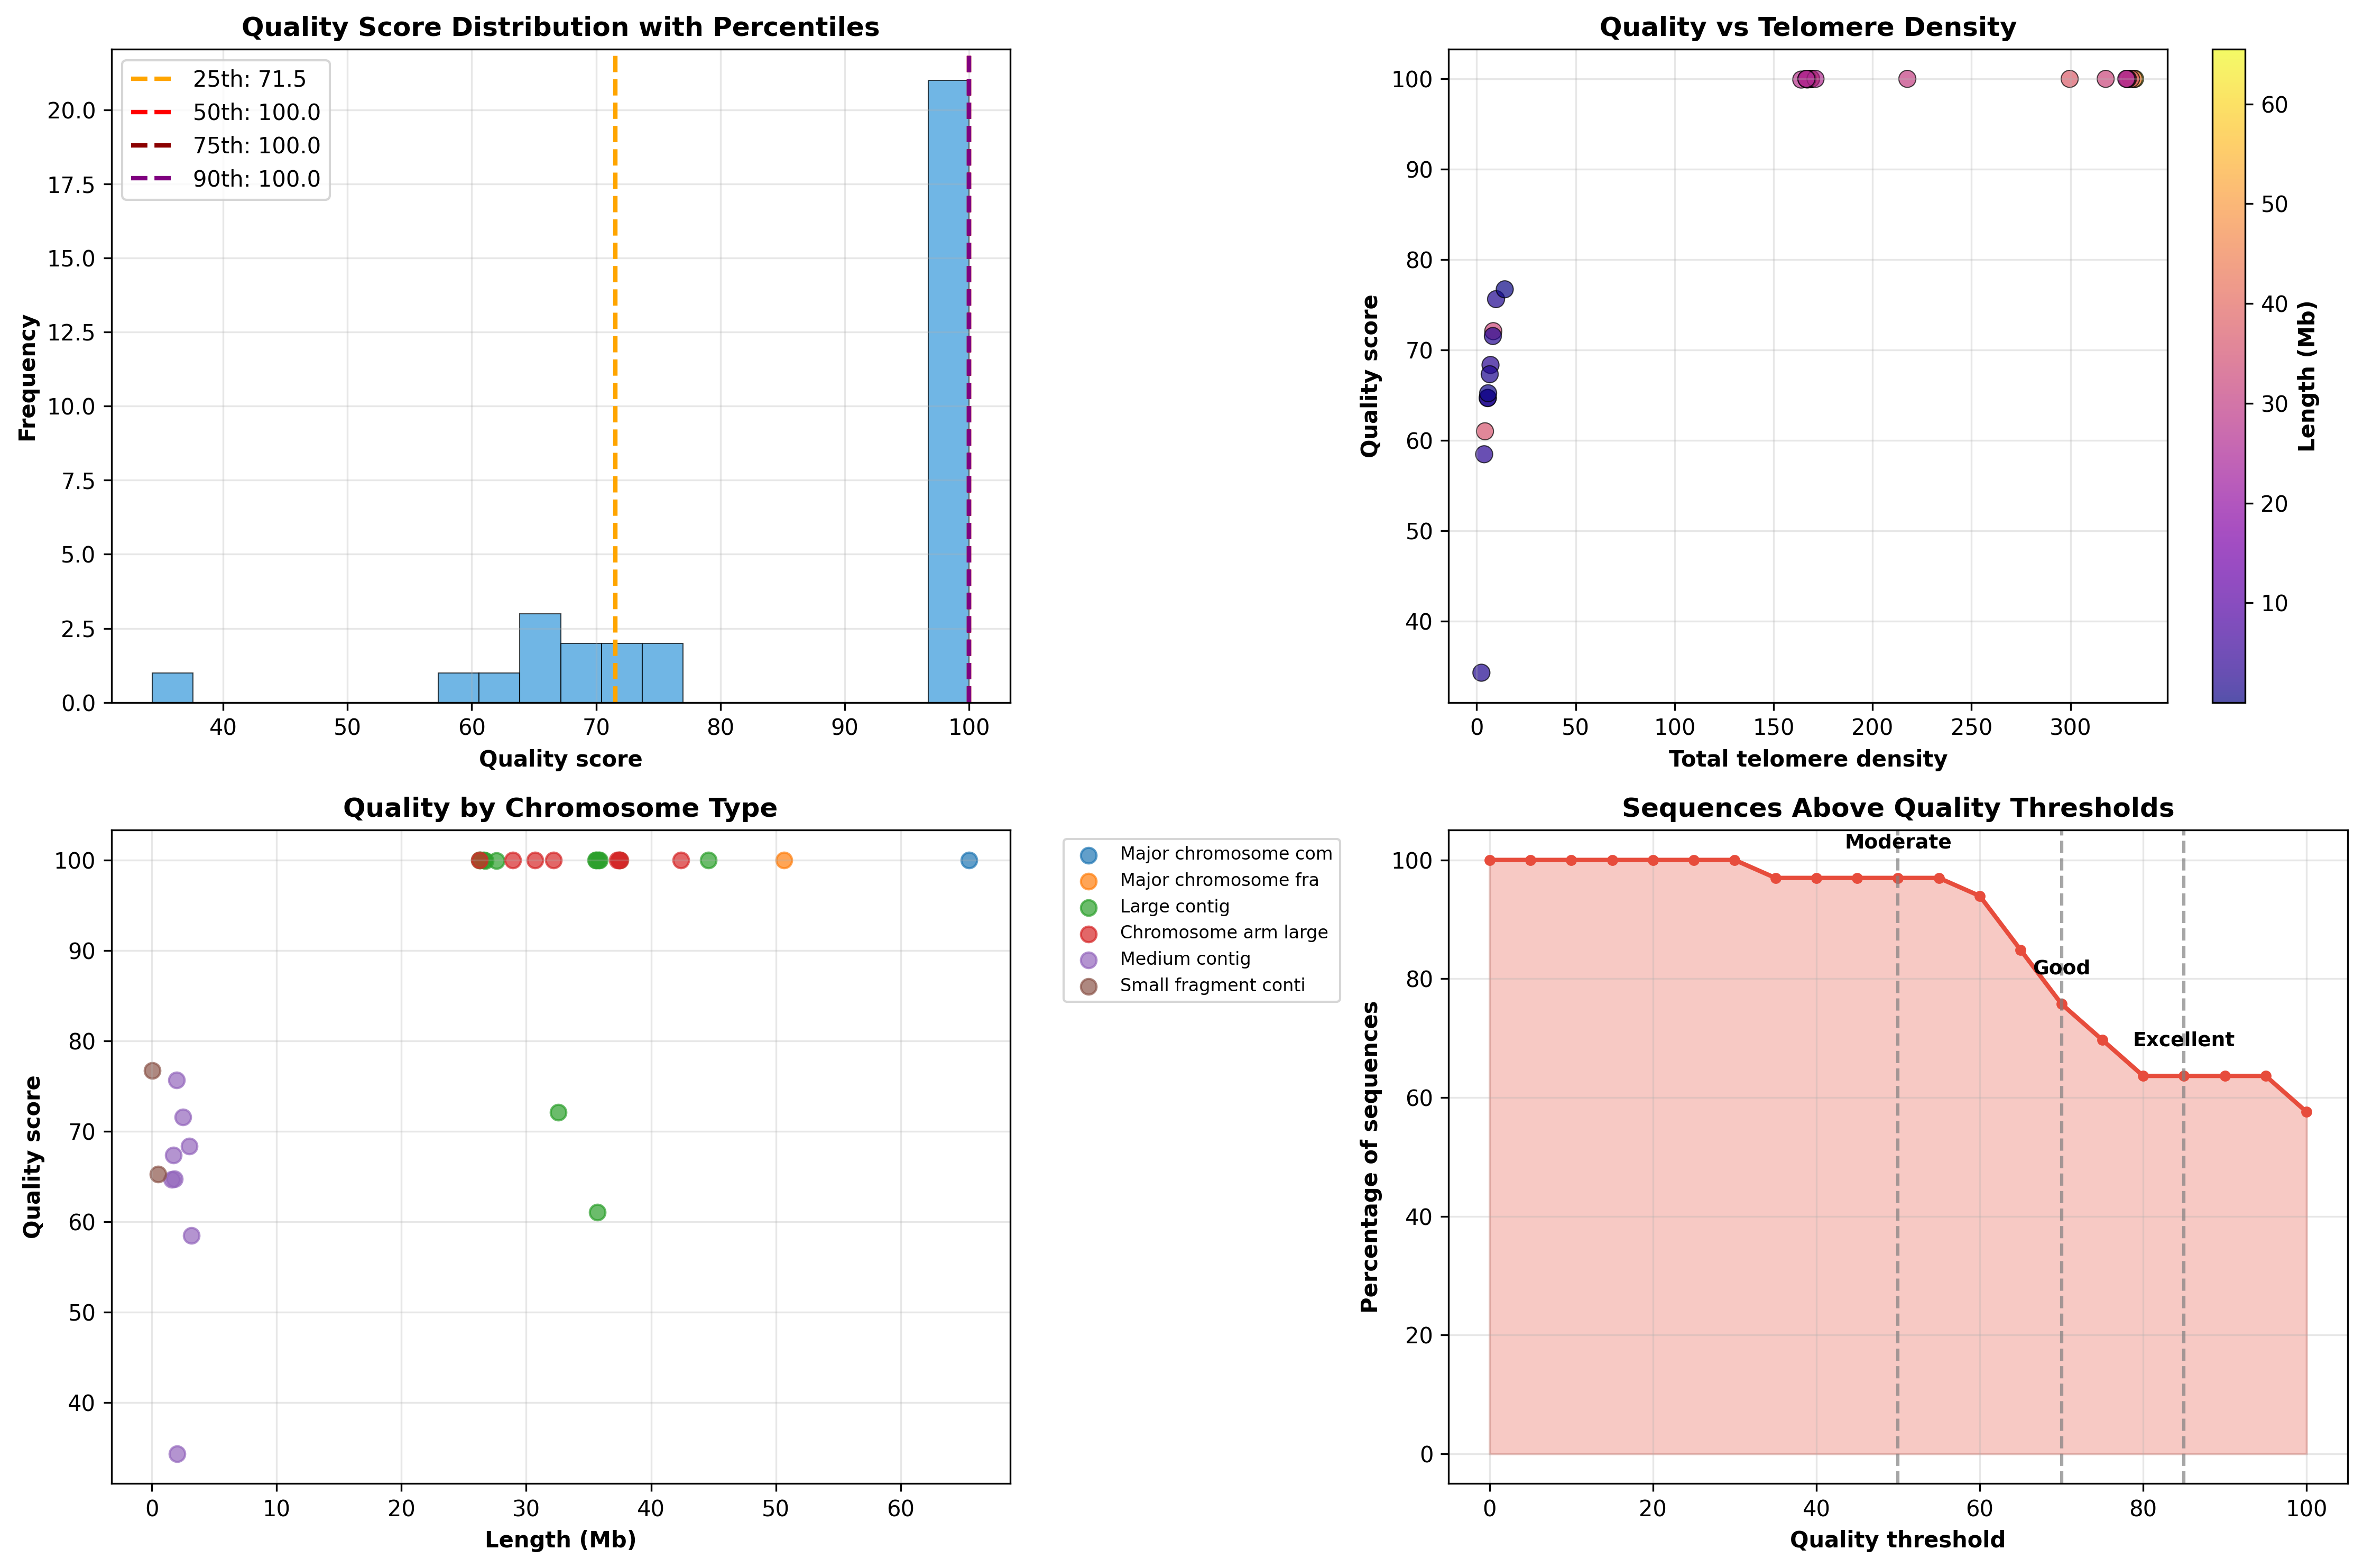 Quality Score Distribution with Percentiles
25th: 71.5
50th: 100.0
75th: 100.0
90th: 100.0
20.0
17.5
15.0
12.5
10.0
7.5
5.0
2.5
0.0
Frequency
40 50 60 70 80 90 100
Quality score
Quality vs Telomere Density
100
90
80
70
60
50
40
Quality score
0 50 100 150 200 250 300
Total telomere density
60
50
40
30
20
10
Length (Mb)
Quality by Chromosome Type
100
90
80
70
60
50
40
Quality score
0 10 20 30 40 50 60
Length (Mb)
Major chromosome com
Major chromosome fra
Large contig
Chromosome arm large
Medium contig
Small fragment conti
Sequences Above Quality Thresholds
Moderate
Good
Excellent
100
80
60
40
20
0
Percentage of sequences
0 20 40 60 80 100
Quality threshold